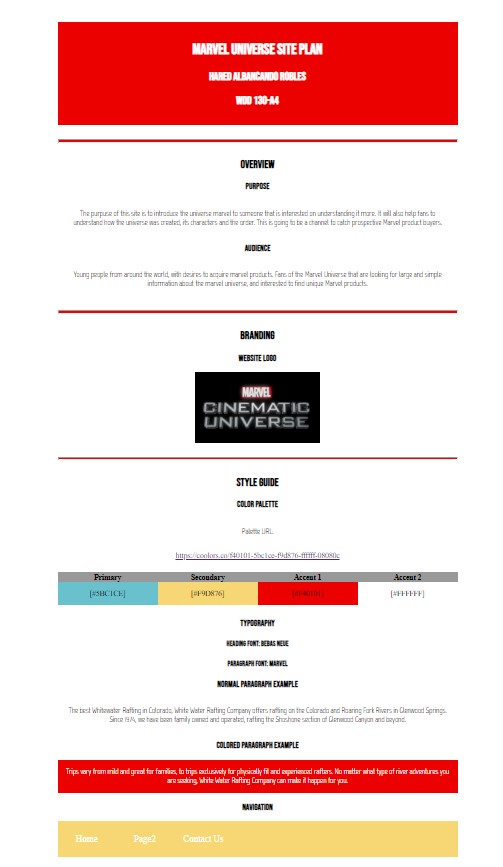 MARVEL UNIVERSE SITE PLAN
HARED ALBANCANDO ROBLES
WDD 130-A4
OVERVIEW
PURPOSE
The purpuse of this site is to introduce the universe marvel to someone that is interested on understanding it more. It will also help fans to
understand how the universe was created, its characters and the order. This is going to be a channel to catch prospective Marvel product buyers.
AUDIENCE
Young people from around the world, with desires to acquire marvel products. Fans of the Marvel Universe that are looking for large and simple
information about the marvel universe, and interested to find unique Marvel products.
BRANDING
WEBSITE LOGO
MARVEL
CINEMATIC
UNIVERSE
STYLE GUIDE
COLOR PALETTE
Palette URL
https://coolors.co/f40101-5bc1ce-f9d876-ffffff-08080c
Primary Secondary Accent 1 Accent 2
[#5BC1CE] [#F9D876] [#F40101] [#FFFFFF]
TYPOGRAPHY
HEADING FONT: BEBAS NEUE
PARAGRAPH FONT: MARVEL
NORMAL PARAGRAPH EXAMPLE
The best Whitewater Rafting in Colorado, White Water Rafting Company offers rafting on the Colorado and Roaring Fork Rivers in Glenwood Springs.
Since 1974, we have been family owned and operated, rafting the Shoshone section of Glenwood Canyon and beyond.
COLORED PARAGRAPH EXAMPLE
Trips vary from mild and great for families, to trips exclusively for physically fit and experienced rafters. No matter what type of river adventures you
are seeking, White Water Rafting Company can make it happen for you.
NAVIGATION
Home Page2 Contact Us